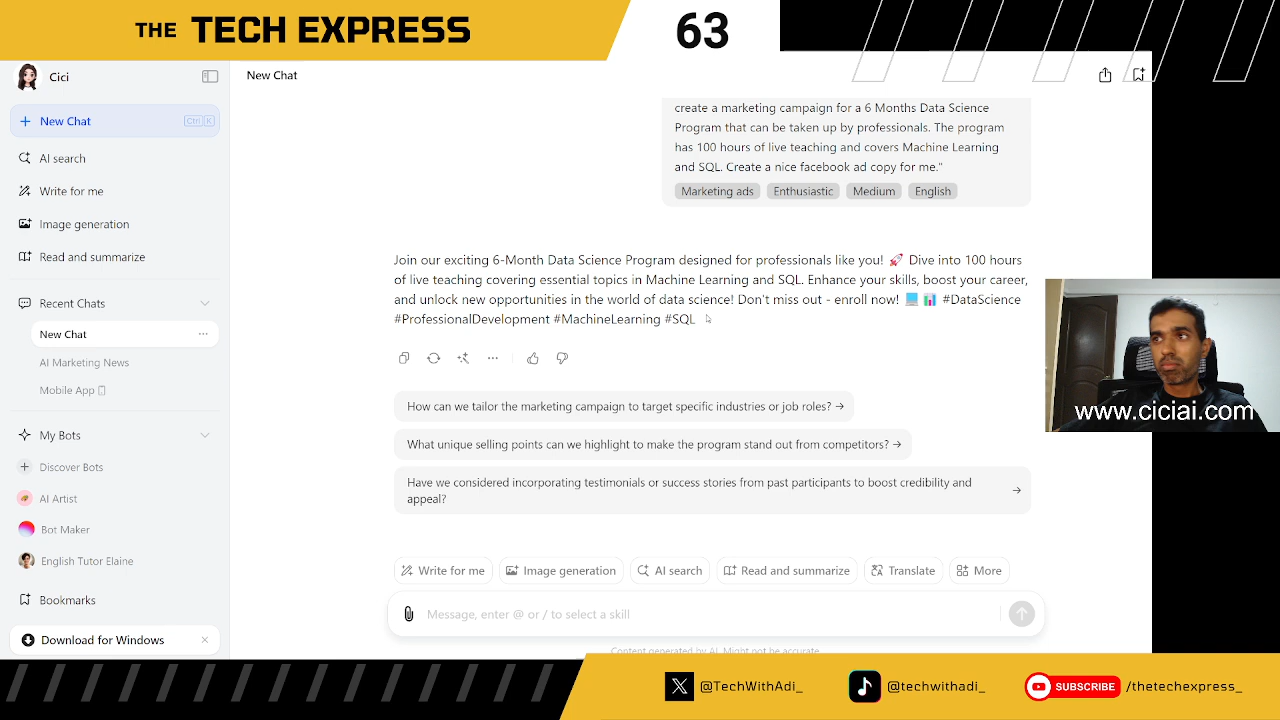 THE TECH EXPRESS
63
Cici
New Chat
New Chat
Ctrl K
AI search
Write for me
Image generation
Read and summarize
Recent Chats
New Chat
AI Marketing News
Mobile App
My Bots
Discover Bots
AI Artist
Bot Maker
English Tutor Elaine
Bookmarks
Download for Windows
create a marketing campaign for a 6 Months Data Science
Program that can be taken up by professionals. The program
has 100 hours of live teaching and covers Machine Learning
and SQL. Create a nice facebook ad copy for me."
Marketing ads Enthusiastic Medium English
Join our exciting 6-Month Data Science Program designed for professionals like you! 🚀 Dive into 100 hours
of live teaching covering essential topics in Machine Learning and SQL. Enhance your skills, boost your career,
and unlock new opportunities in the world of data science! Don't miss out - enroll now! 💻 📊 #DataScience
#ProfessionalDevelopment #MachineLearning #SQL
How can we tailor the marketing campaign to target specific industries or job roles? →
What unique selling points can we highlight to make the program stand out from competitors? →
Have we considered incorporating testimonials or success stories from past participants to boost credibility and
appeal? →
Write for me Image generation AI search Read and summarize Translate More
Message, enter @ or / to select a skill
Content generated by AI. Might not be accurate.
www.ciciai.com
@TechWithAdi_
@techwithadi_
SUBSCRIBE /thetechexpress_